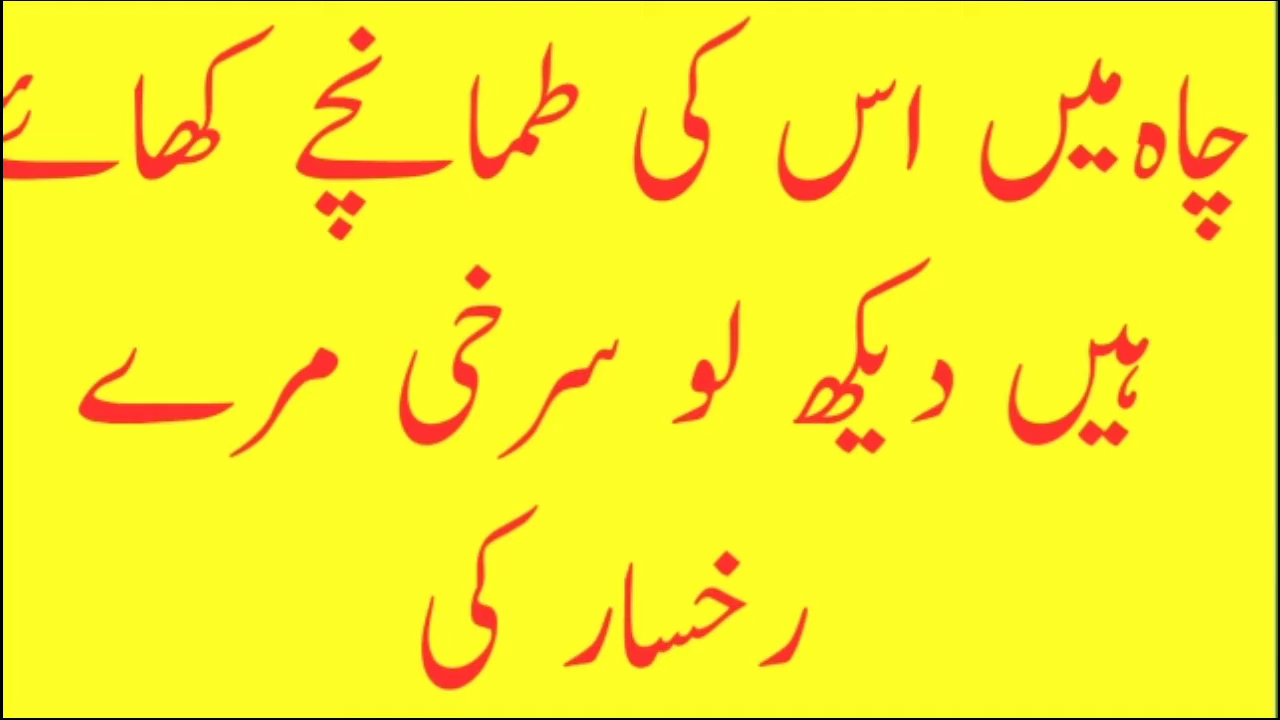 چاہ میں اس کی طمانچے کھائے
ہیں دیکھ لو سرخی مرے
رخسار کی